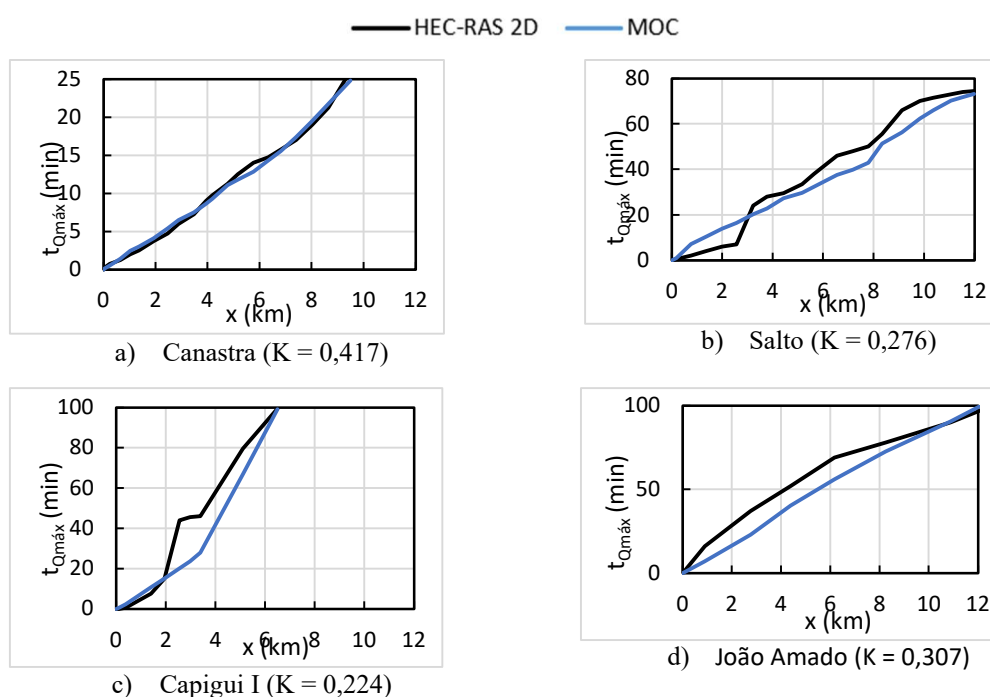 HEC-RAS 2D MOC
25
20
15
10
5
0
t_Qmáx (min)
0 2 4 6 8 10 12
x (km)
a) Canastra (K = 0,417)
80
60
40
20
0
t_Qmáx (min)
0 2 4 6 8 10 12
x (km)
b) Salto (K = 0,276)
100
80
60
40
20
0
t_Qmáx (min)
0 2 4 6 8 10 12
x (km)
c) Capigui I (K = 0,224)
100
50
0
t_Qmáx (min)
0 2 4 6 8 10 12
x (km)
d) João Amado (K = 0,307)